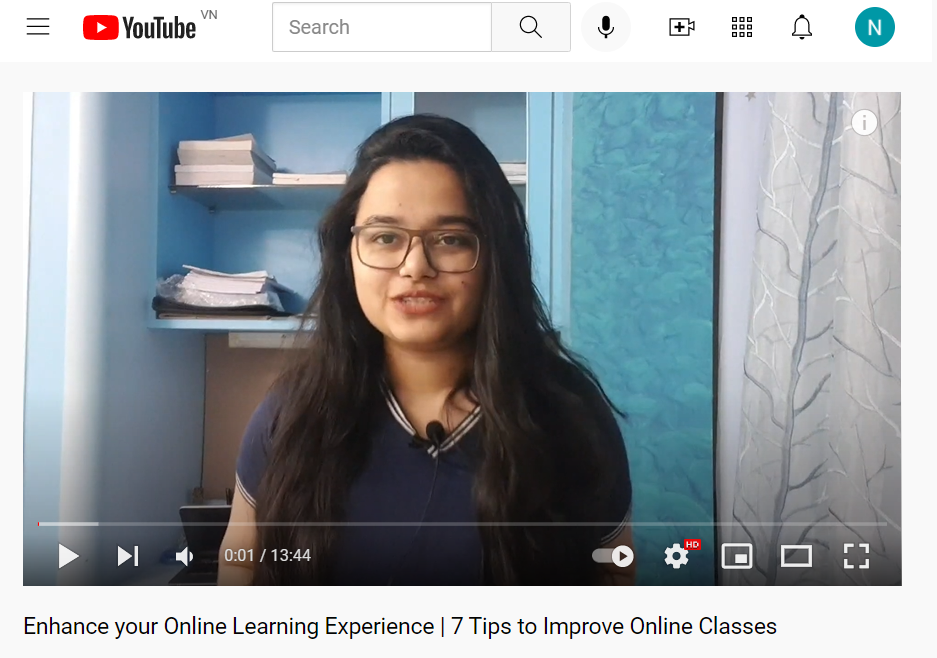 YouTube VN
Search
N
i
0:01 / 13:44
HD
Enhance your Online Learning Experience | 7 Tips to Improve Online Classes